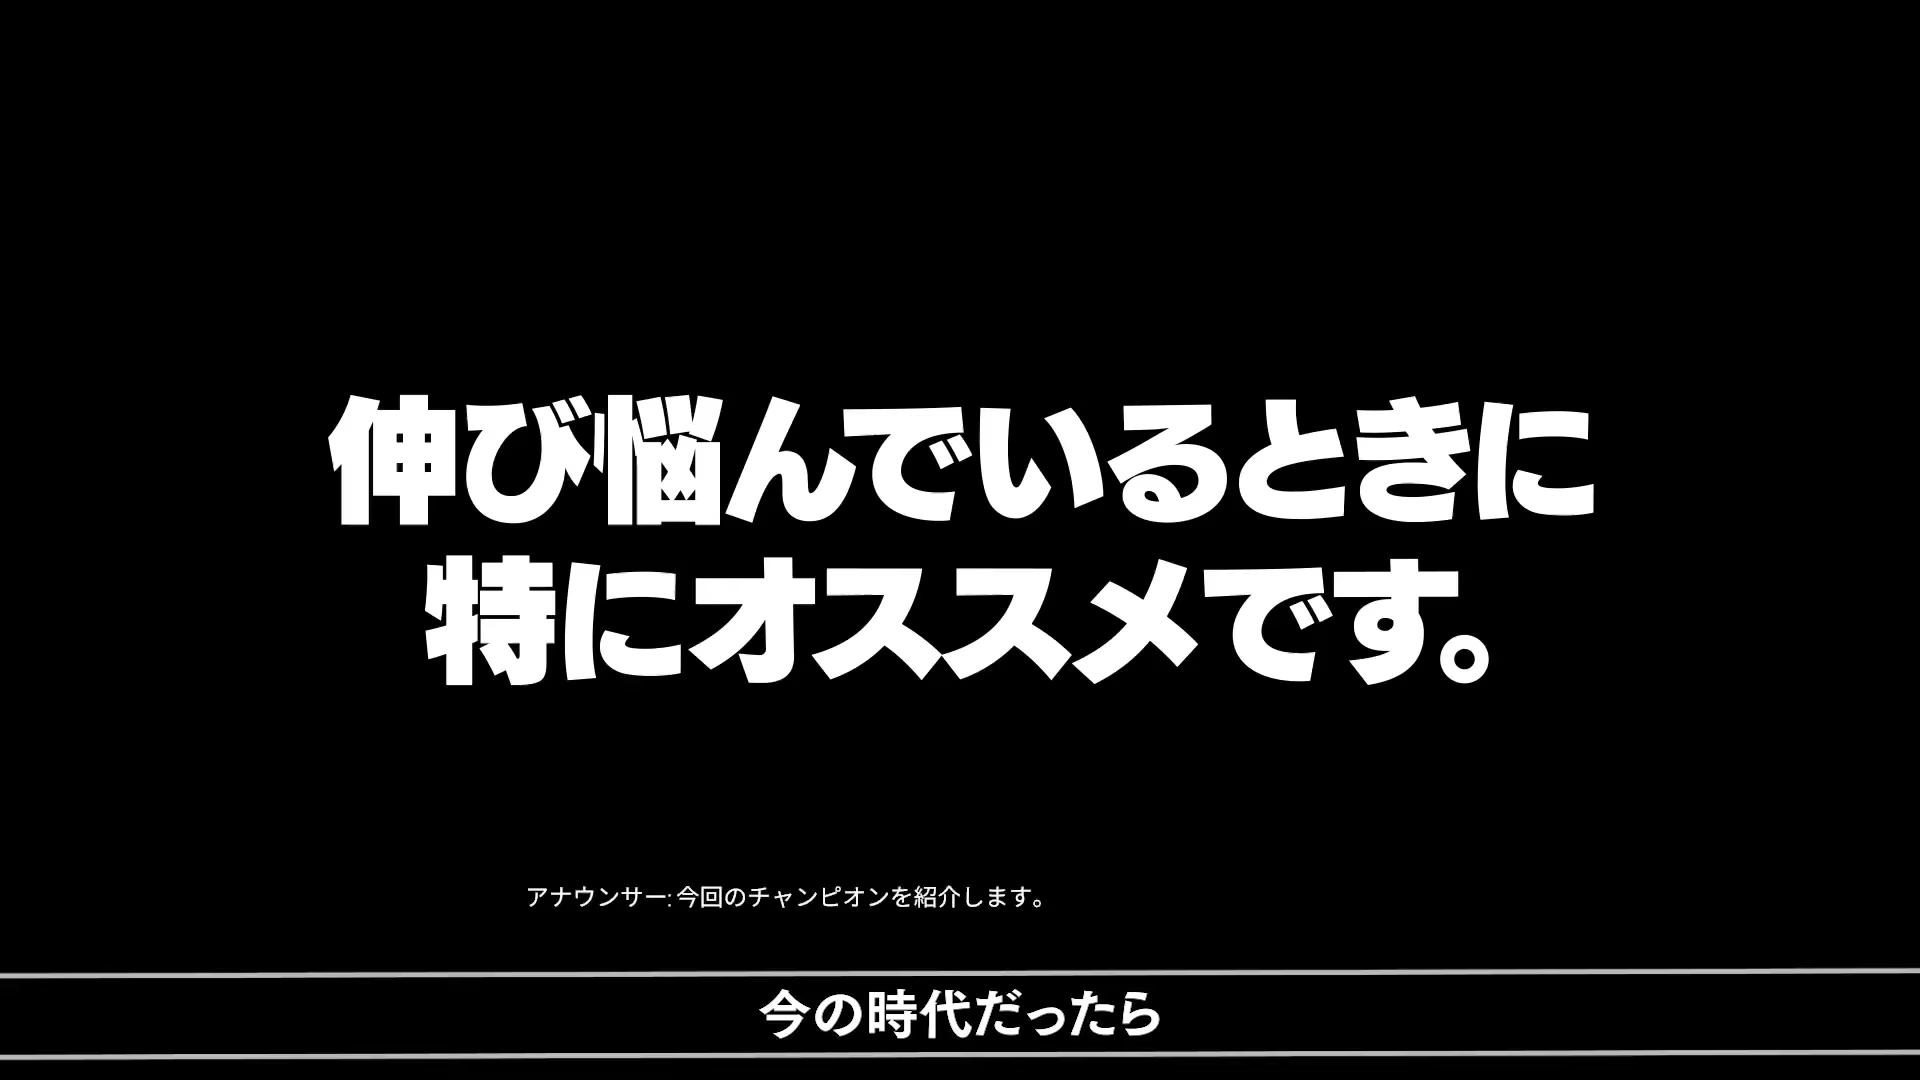 伸び悩んでいるときに
特にオススメです。
アナウンサー: 今回のチャンピオンを紹介します。
今の時代だったら